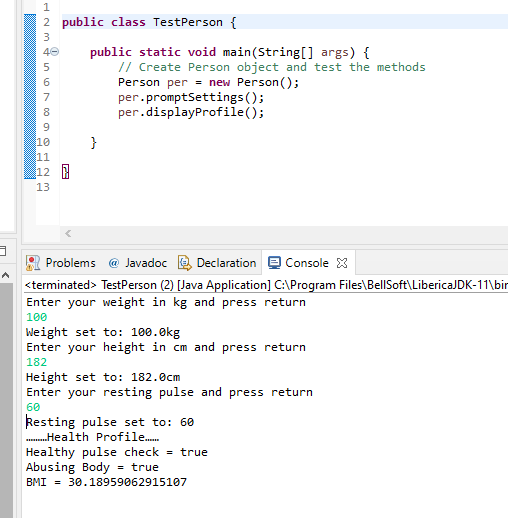 1
2 public class TestPerson {
3
4 public static void main(String[] args) {
5 // Create Person object and test the methods
6 Person per = new Person();
7 per.promptSettings();
8 per.displayProfile();
9
10 }
11
12 }
13
Problems @ Javadoc Declaration Console
<terminated> TestPerson (2) [Java Application] C:\Program Files\BellSoft\LibericaJDK-11\bin
Enter your weight in kg and press return
100
Weight set to: 100.0kg
Enter your height in cm and press return
182
Height set to: 182.0cm
Enter your resting pulse and press return
60
Resting pulse set to: 60
………Health Profile……
Healthy pulse check = true
Abusing Body = true
BMI = 30.18959062915107